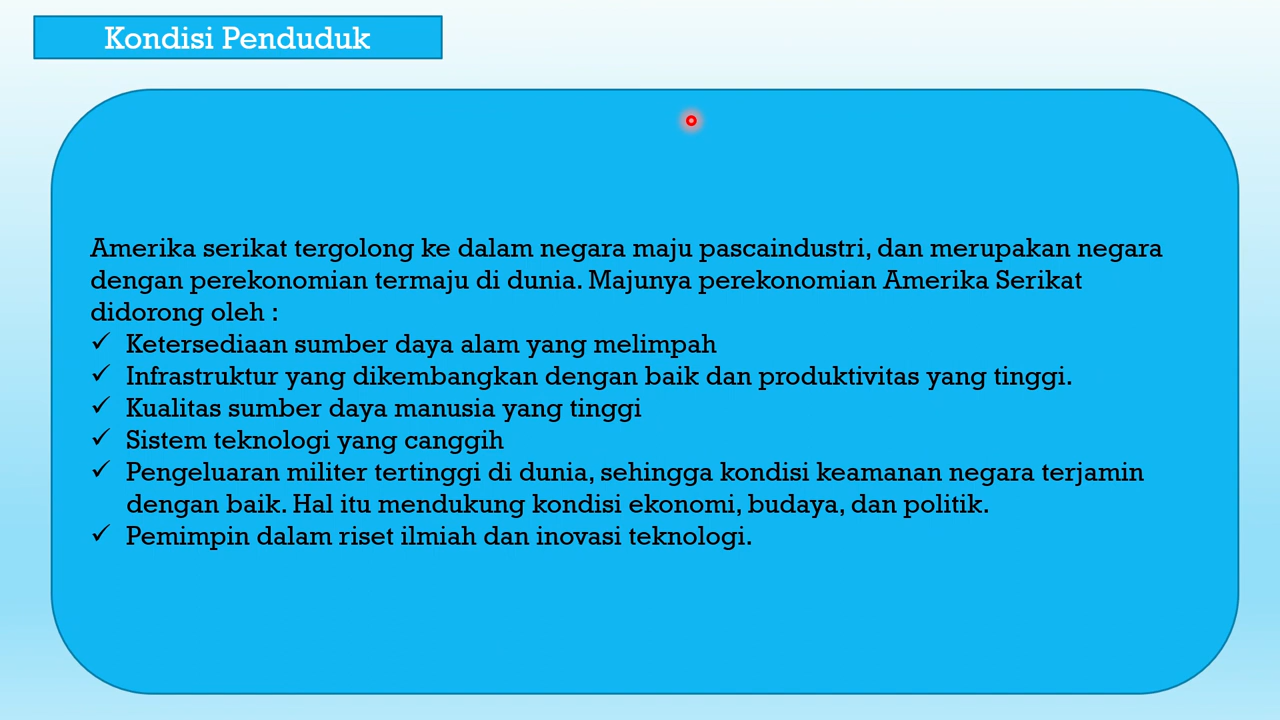 Kondisi Penduduk
Amerika serikat tergolong ke dalam negara maju pascaindustri, dan merupakan negara
dengan perekonomian termaju di dunia. Majunya perekonomian Amerika Serikat
didorong oleh :
✓ Ketersediaan sumber daya alam yang melimpah
✓ Infrastruktur yang dikembangkan dengan baik dan produktivitas yang tinggi.
✓ Kualitas sumber daya manusia yang tinggi
✓ Sistem teknologi yang canggih
✓ Pengeluaran militer tertinggi di dunia, sehingga kondisi keamanan negara terjamin
dengan baik. Hal itu mendukung kondisi ekonomi, budaya, dan politik.
✓ Pemimpin dalam riset ilmiah dan inovasi teknologi.